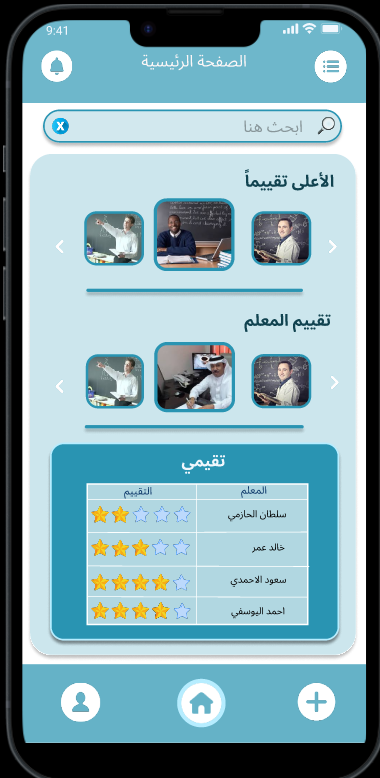 9:41
الصفحة الرئيسية
ابحث هنا
X
الأعلى تقييماً
تقييم المعلم
تقيمي
المعلم التقييم
سلطان الحازمي
خالد عمر
سعود الاحمدي
احمد اليوسفي